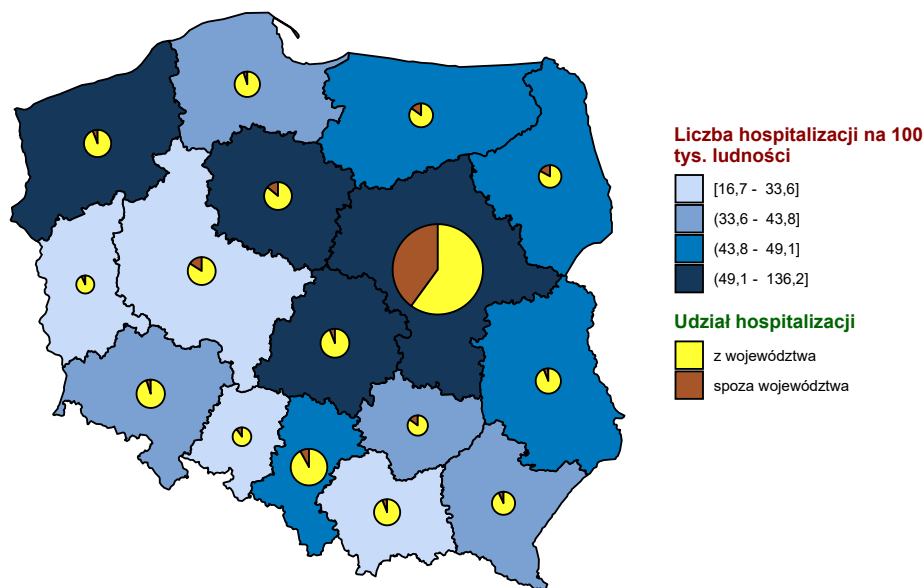 Liczba hospitalizacji na 100
tys. ludności
[16,7 - 33,6]
(33,6 - 43,8]
(43,8 - 49,1]
(49,1 - 136,2]
Udział hospitalizacji
z województwa
spoza województwa